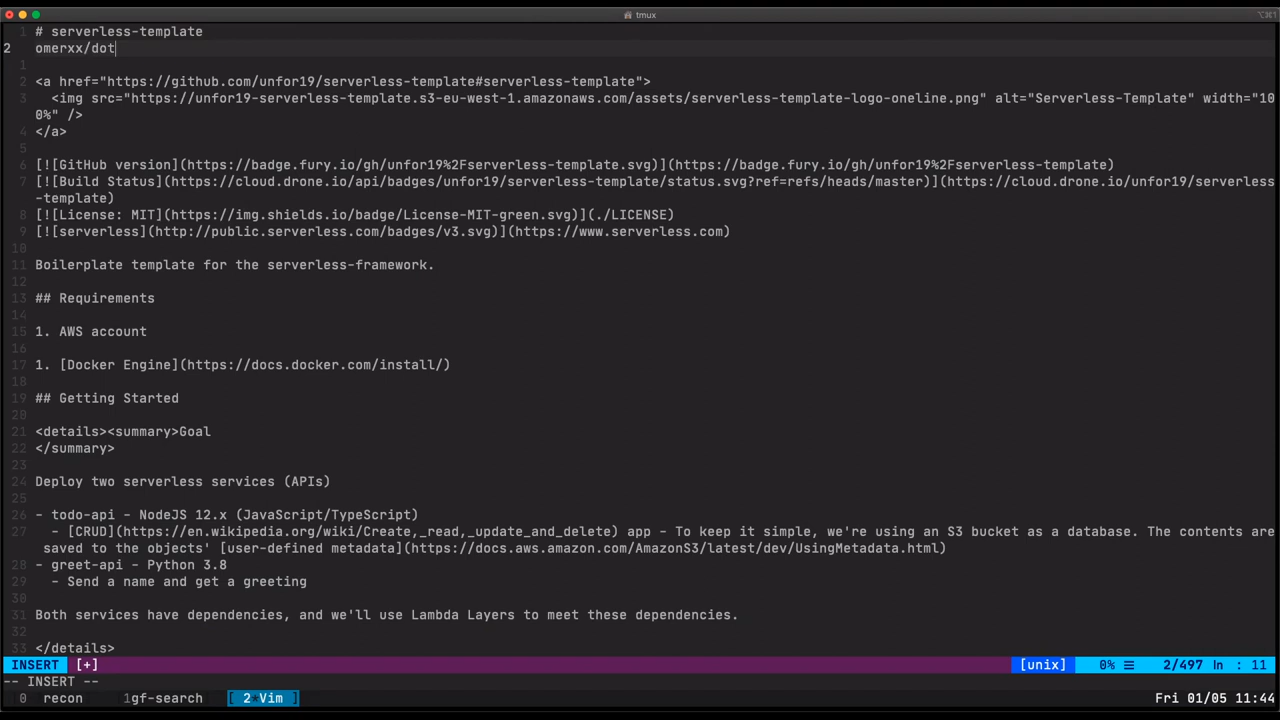 tmux
⌥⌘1
1 # serverless-template
2 omerxx/dot
1
2 <a href="https://github.com/unfor19/serverless-template#serverless-template">
3   <img src="https://unfor19-serverless-template.s3-eu-west-1.amazonaws.com/assets/serverless-template-logo-oneline.png" alt="Serverless-Template" width="10
0%" />
4 </a>
5
6 [![GitHub version](https://badge.fury.io/gh/unfor19%2Fserverless-template.svg)](https://badge.fury.io/gh/unfor19%2Fserverless-template)
7 [![Build Status](https://cloud.drone.io/api/badges/unfor19/serverless-template/status.svg?ref=refs/heads/master)](https://cloud.drone.io/unfor19/serverless
-template)
8 [![License: MIT](https://img.shields.io/badge/License-MIT-green.svg)](./LICENSE)
9 [![serverless](http://public.serverless.com/badges/v3.svg)](https://www.serverless.com)
10
11 Boilerplate template for the serverless-framework.
12
13 ## Requirements
14
15 1. AWS account
16
17 1. [Docker Engine](https://docs.docker.com/install/)
18
19 ## Getting Started
20
21 <details><summary>Goal
22 </summary>
23
24 Deploy two serverless services (APIs)
25
26 - todo-api - NodeJS 12.x (JavaScript/TypeScript)
27   - [CRUD](https://en.wikipedia.org/wiki/Create,_read,_update_and_delete) app - To keep it simple, we're using an S3 bucket as a database. The contents are
saved to the objects' [user-defined metadata](https://docs.aws.amazon.com/AmazonS3/latest/dev/UsingMetadata.html)
28 - greet-api - Python 3.8
29   - Send a name and get a greeting
30
31 Both services have dependencies, and we'll use Lambda Layers to meet these dependencies.
32
33 </details>
INSERT [+] [unix] 0% ☰ 2/497 ln : 11
-- INSERT --
0 recon 1gf-search [ 2*Vim ] Fri 01/05 11:44